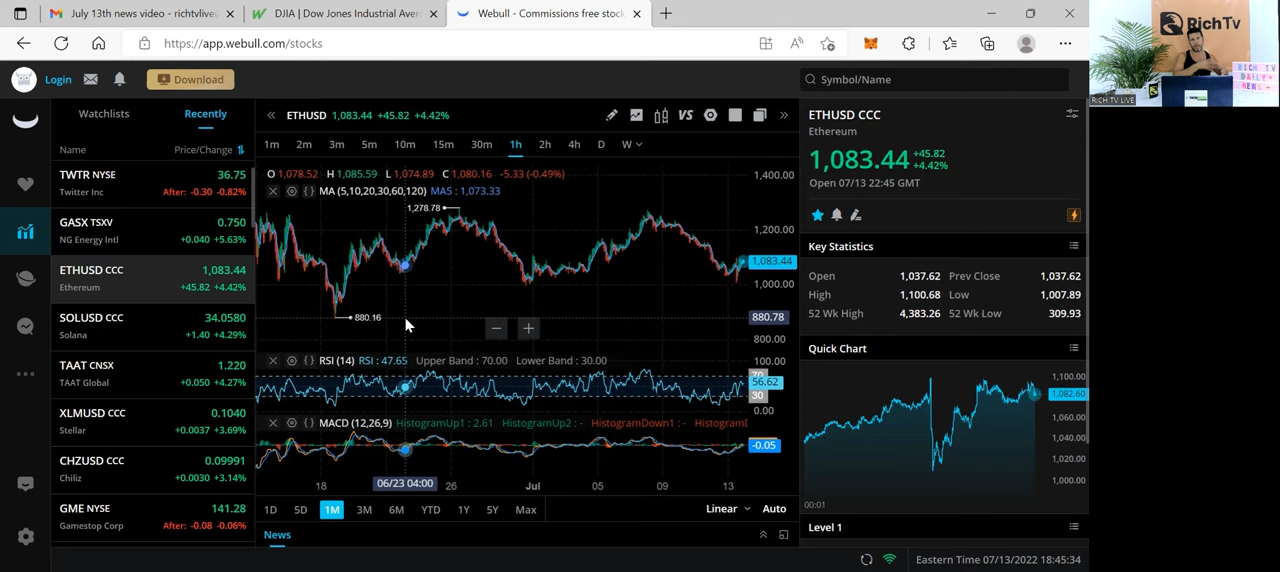 July 13th news video - richtvlive
DJIA | Dow Jones Industrial Aver
Webull - Commissions free stock
https://app.webull.com/stocks
Rich Tv
RICH TV
DAILY
NEWS
RICH TV LIVE
Login
Download
Symbol/Name
Watchlists
Recently
Name
Price/Change
TWTR NYSE
36.75
Twitter Inc
After: -0.30 -0.82%
GASX TSXV
0.750
NG Energy Intl
+0.040 +5.63%
ETHUSD CCC
1,083.44
Ethereum
+45.82 +4.42%
SOLUSD CCC
34.0580
Solana
+1.40 +4.29%
TAAT CNSX
1.220
TAAT Global
+0.050 +4.27%
XLMUSD CCC
0.1040
Stellar
+0.0037 +3.69%
CHZUSD CCC
0.09991
Chiliz
+0.0030 +3.14%
GME NYSE
141.28
Gamestop Corp
After: -0.08 -0.06%
ETHUSD 1,083.44 +45.82 +4.42%
VS
1m 2m 3m 5m 10m 15m 30m 1h 2h 4h D W
O 1,078.52 H 1,085.59 L 1,074.89 C 1,080.16 -5.33 (-0.49%)
MA (5,10,20,30,60,120) MA5 : 1,073.33
1,278.78
880.16
1,400.00
1,200.00
1,083.44
1,000.00
880.78
800.00
RSI (14) RSI : 47.65 Upper Band : 70.00 Lower Band : 30.00
100.00
70
56.62
30
0.00
MACD (12,26,9) HistogramUp1 : 2.61 HistogramUp2 : - HistogramDown1 : - HistogramD
-0.05
18 06/23 04:00 26 Jul 05 09 13
1D 5D 1M 3M 6M YTD 1Y 5Y Max
Linear Auto
News
ETHUSD CCC
Ethereum
1,083.44 +45.82
+4.42%
Open 07/13 22:45 GMT
Key Statistics
Open 1,037.62 Prev Close 1,037.62
High 1,100.68 Low 1,007.89
52 Wk High 4,383.26 52 Wk Low 309.93
Quick Chart
1,100.00
1,082.60
1,060.00
1,040.00
1,020.00
1,000.00
00:01
Level 1
Eastern Time 07/13/2022 18:45:34